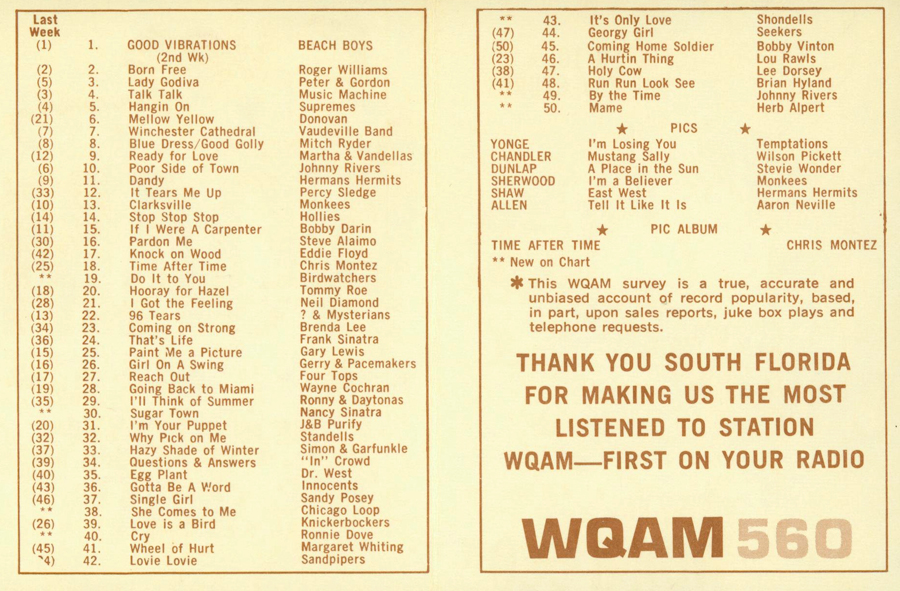 Last
Week
(1) 1. GOOD VIBRATIONS BEACH BOYS
(2nd Wk)
(2) 2. Born Free Roger Williams
(5) 3. Lady Godiva Peter & Gordon
(3) 4. Talk Talk Music Machine
(4) 5. Hangin On Supremes
(21) 6. Mellow Yellow Donovan
(7) 7. Winchester Cathedral Vaudeville Band
(8) 8. Blue Dress/Good Golly Mitch Ryder
(12) 9. Ready for Love Martha & Vandellas
(6) 10. Poor Side of Town Johnny Rivers
(9) 11. Dandy Hermans Hermits
(33) 12. It Tears Me Up Percy Sledge
(10) 13. Clarksville Monkees
(14) 14. Stop Stop Stop Hollies
(11) 15. If I Were A Carpenter Bobby Darin
(30) 16. Pardon Me Steve Alaimo
(42) 17. Knock on Wood Eddie Floyd
(25) 18. Time After Time Chris Montez
** 19. Do It to You Birdwatchers
(18) 20. Hooray for Hazel Tommy Roe
(28) 21. I Got the Feeling Neil Diamond
(13) 22. 96 Tears ? & Mysterians
(34) 23. Coming on Strong Brenda Lee
(36) 24. That's Life Frank Sinatra
(15) 25. Paint Me a Picture Gary Lewis
(16) 26. Girl On A Swing Gerry & Pacemakers
(17) 27. Reach Out Four Tops
(19) 28. Going Back to Miami Wayne Cochran
(35) 29. I'll Think of Summer Ronny & Daytonas
** 30. Sugar Town Nancy Sinatra
(20) 31. I'm Your Puppet J&B Purify
(32) 32. Why Pick on Me Standells
(37) 33. Hazy Shade of Winter Simon & Garfunkle
(39) 34. Questions & Answers "In" Crowd
(40) 35. Egg Plant Dr. West
(43) 36. Gotta Be A Word Innocents
(46) 37. Single Girl Sandy Posey
** 38. She Comes to Me Chicago Loop
(26) 39. Love is a Bird Knickerbockers
** 40. Cry Ronnie Dove
(45) 41. Wheel of Hurt Margaret Whiting
4) 42. Lovie Lovie Sandpipers
** 43. It's Only Love Shondells
(47) 44. Georgy Girl Seekers
(50) 45. Coming Home Soldier Bobby Vinton
(23) 46. A Hurtin Thing Lou Rawls
(38) 47. Holy Cow Lee Dorsey
(41) 48. Run Run Look See Brian Hyland
** 49. By the Time Johnny Rivers
** 50. Mame Herb Alpert
★ PICS ★
YONGE I'm Losing You Temptations
CHANDLER Mustang Sally Wilson Pickett
DUNLAP A Place in the Sun Stevie Wonder
SHERWOOD I'm a Believer Monkees
SHAW East West Hermans Hermits
ALLEN Tell It Like It Is Aaron Neville
★ PIC ALBUM ★
TIME AFTER TIME CHRIS MONTEZ
** New on Chart
* This WQAM survey is a true, accurate and
unbiased account of record popularity, based,
in part, upon sales reports, juke box plays and
telephone requests.
THANK YOU SOUTH FLORIDA
FOR MAKING US THE MOST
LISTENED TO STATION
WQAM—FIRST ON YOUR RADIO
WQAM 560